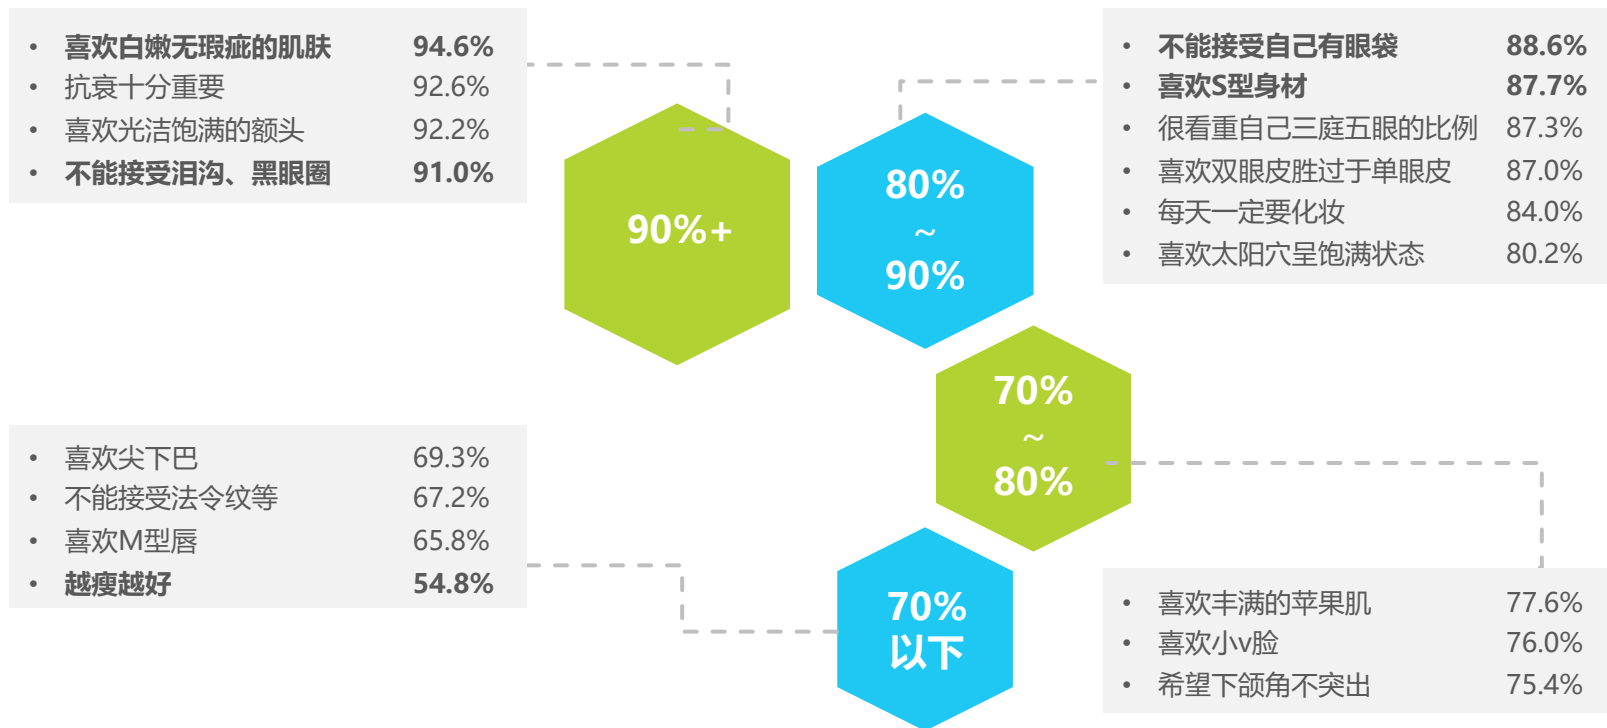 • 喜欢白嫩无瑕疵的肌肤 94.6%
• 抗衰十分重要 92.6%
• 喜欢光洁饱满的额头 92.2%
• 不能接受泪沟、黑眼圈 91.0%
90%+
80%
~
90%
• 不能接受自己有眼袋 88.6%
• 喜欢S型身材 87.7%
• 很看重自己三庭五眼的比例 87.3%
• 喜欢双眼皮胜过于单眼皮 87.0%
• 每天一定要化妆 84.0%
• 喜欢太阳穴呈饱满状态 80.2%
70%
~
80%
• 喜欢尖下巴 69.3%
• 不能接受法令纹等 67.2%
• 喜欢M型唇 65.8%
• 越瘦越好 54.8%
70%
以下
• 喜欢丰满的苹果肌 77.6%
• 喜欢小v脸 76.0%
• 希望下颌角不突出 75.4%